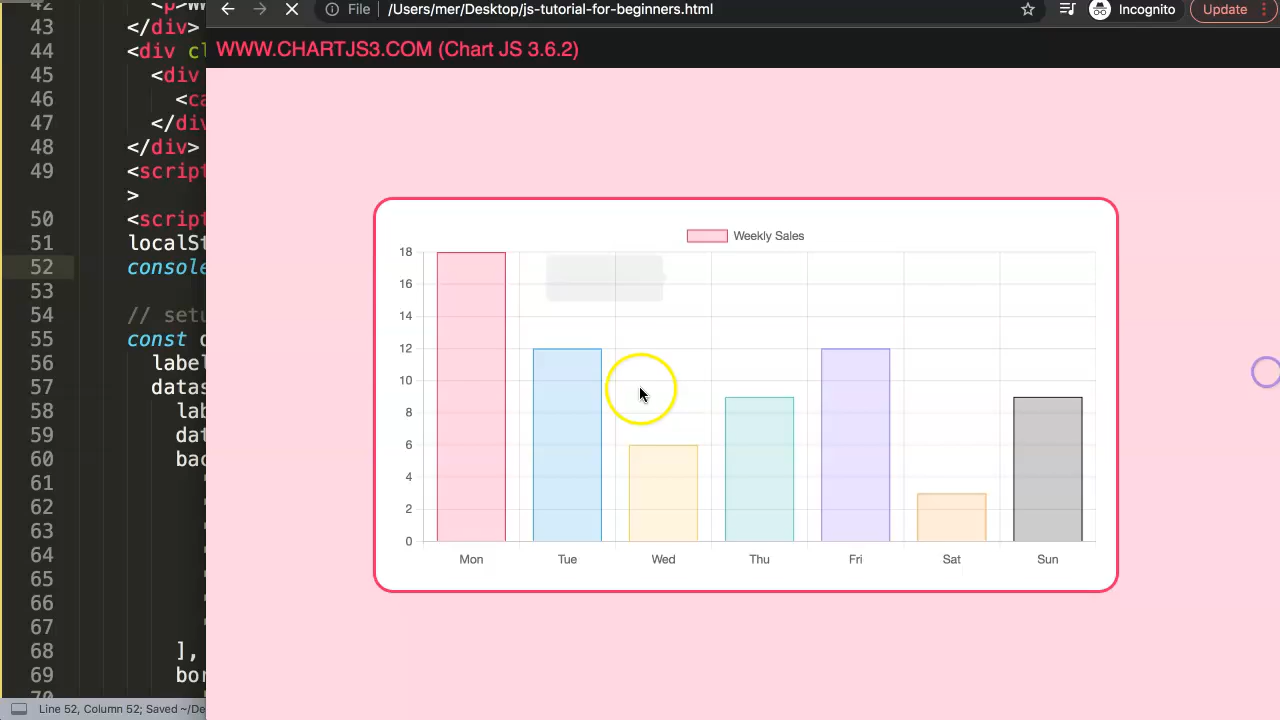 /Users/mer/Desktop/js-tutorial-for-beginners.html
File
Incognito
Update
WWW.CHARTJS3.COM (Chart JS 3.6.2)
42
43 </div>
44 <div cl
45 <div
46 <ca
47 </div
48 </div>
49 <script
>
50 <script
51 localSt
52 console
53
54 // setu
55 const d
56 label
57 datas
58 lab
59 dat
60 bac
61
62
63
64
65
66
67
68 ],
69 bor
70
Line 52, Column 52; Saved ~/De
Weekly Sales
18
16
14
12
10
8
6
4
2
0
Mon Tue Wed Thu Fri Sat Sun